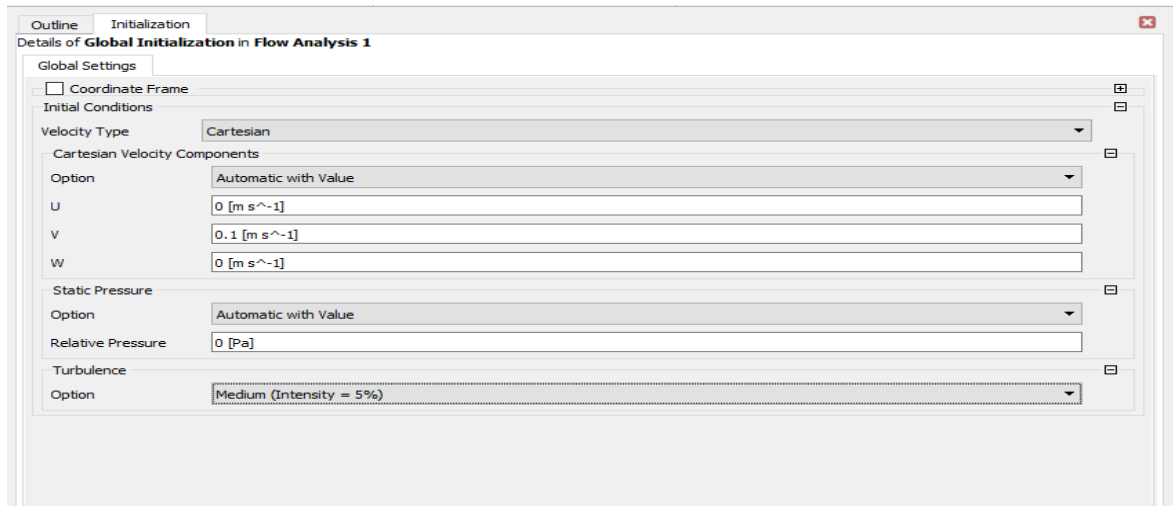 Outline Initialization
Details of Global Initialization in Flow Analysis 1
Global Settings
Coordinate Frame
Initial Conditions
Velocity Type Cartesian
Cartesian Velocity Components
Option Automatic with Value
U 0 [m s^-1]
V 0.1 [m s^-1]
W 0 [m s^-1]
Static Pressure
Option Automatic with Value
Relative Pressure 0 [Pa]
Turbulence
Option Medium (Intensity = 5%)